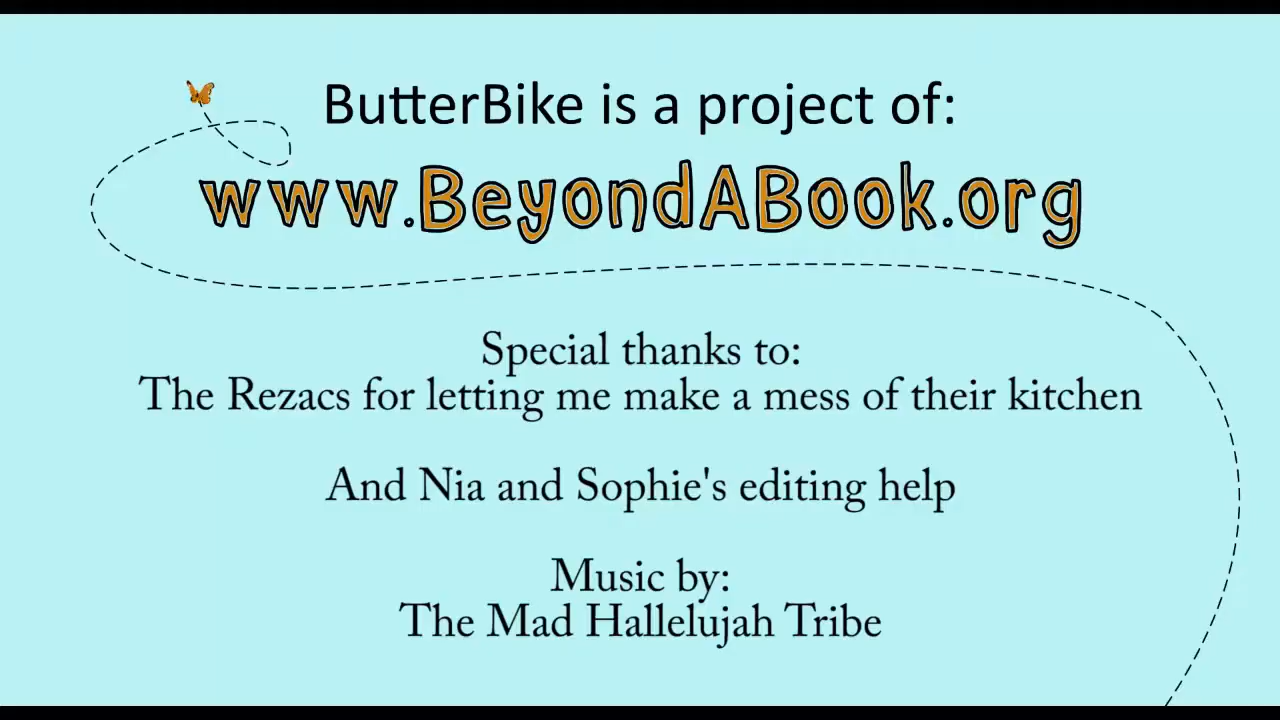 ButterBike is a project of:
www.BeyondABook.org
Special thanks to:
The Rezacs for letting me make a mess of their kitchen
And Nia and Sophie's editing help
Music by:
The Mad Hallelujah Tribe